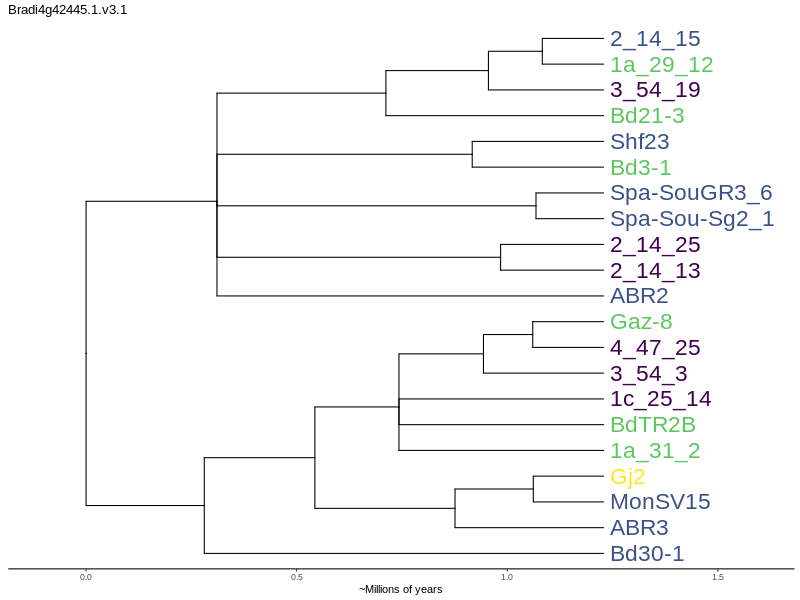 Bradi4g42445.1.v3.1
2_14_15
1a_29_12
3_54_19
Bd21-3
Shf23
Bd3-1
Spa-SouGR3_6
Spa-Sou-Sg2_1
2_14_25
2_14_13
ABR2
Gaz-8
4_47_25
3_54_3
1c_25_14
BdTR2B
1a_31_2
Gj2
MonSV15
ABR3
Bd30-1
0.0 0.5 1.0 1.5
~Millions of years